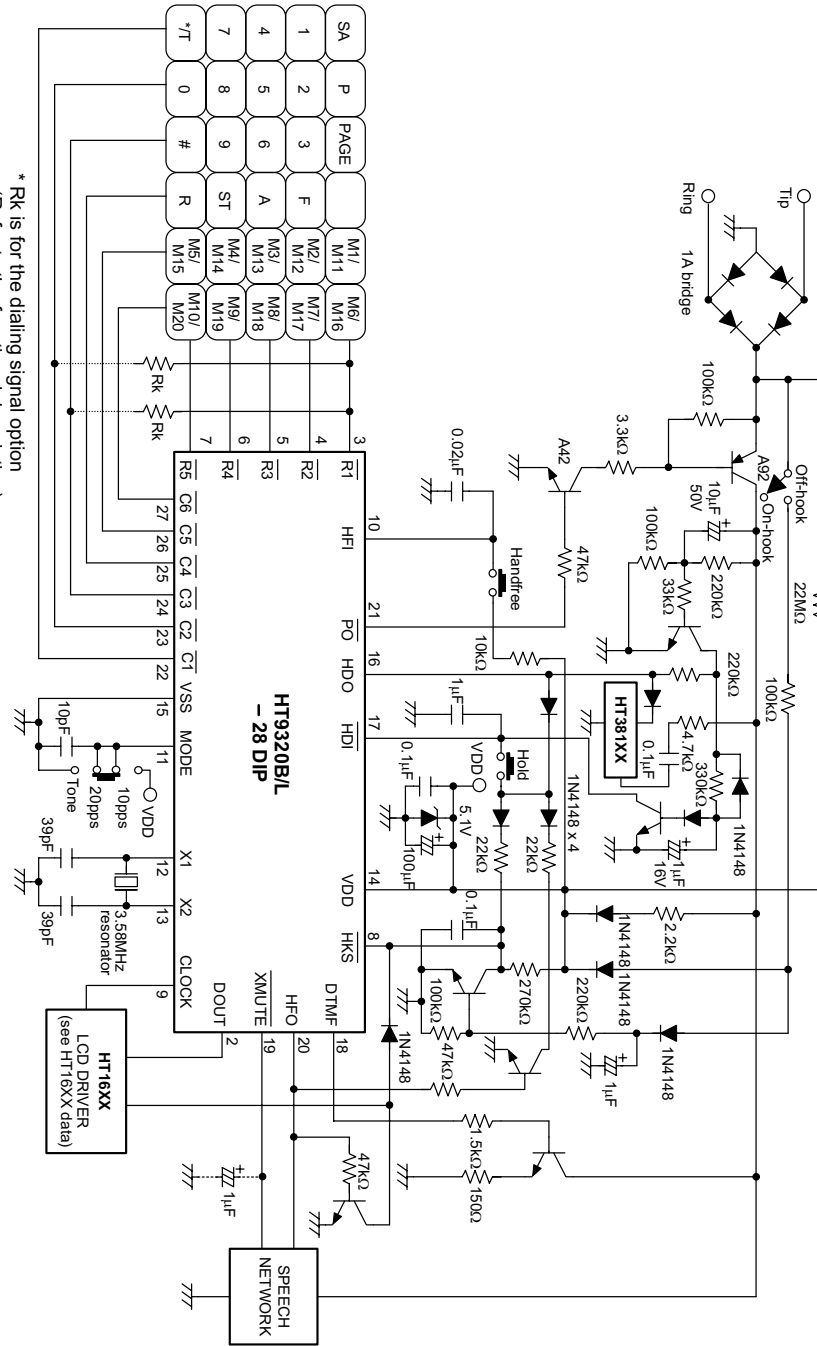 Tip
Ring
1A bridge
Off-hook
On-hook
22MΩ
100kΩ
100kΩ
A92
3.3kΩ
A42
47kΩ
10μF
50V
100kΩ
220kΩ
33kΩ
220kΩ
HT381XX
4.7kΩ
0.1μF
330kΩ
1N4148
1μF
16V
0.02μF
Handfree
10kΩ
1μF
Hold
VDD
0.1μF
5.1V
100μF
1N4148 x 4
22kΩ
22kΩ
0.1μF
1N4148
2.2kΩ
1N4148
270kΩ
100kΩ
220kΩ
1N4148
1μF
47kΩ
1N4148
1.5kΩ
150Ω
47kΩ
1μF
SA
P
PAGE
M1/
M11
M6/
M16
1
2
3
F
M2/
M12
M7/
M17
4
5
6
A
M3/
M13
M8/
M18
7
8
9
ST
M4/
M14
M9/
M19
*/T
0
#
R
M5/
M15
M10/
M20
Rk
Rk
3
4
5
6
7
R1
R2
R3
R4
R5
10
HFI
21
PO
16
HDO
17
HDI
14
VDD
8
HKS
HT9320B/L
– 28 DIP
C6
C5
C4
C3
C2
C1
VSS
MODE
X1
X2
CLOCK
27
26
25
24
23
22
15
11
12
13
9
DOUT
XMUTE
HFO
DTMF
2
19
20
18
10pF
VDD
10pps
20pps
Tone
39pF
39pF
3.58MHz
resonator
HT16XX
LCD DRIVER
(see HT16XX data)
SPEECH
NETWORK
* Rk is for the dialing signal option